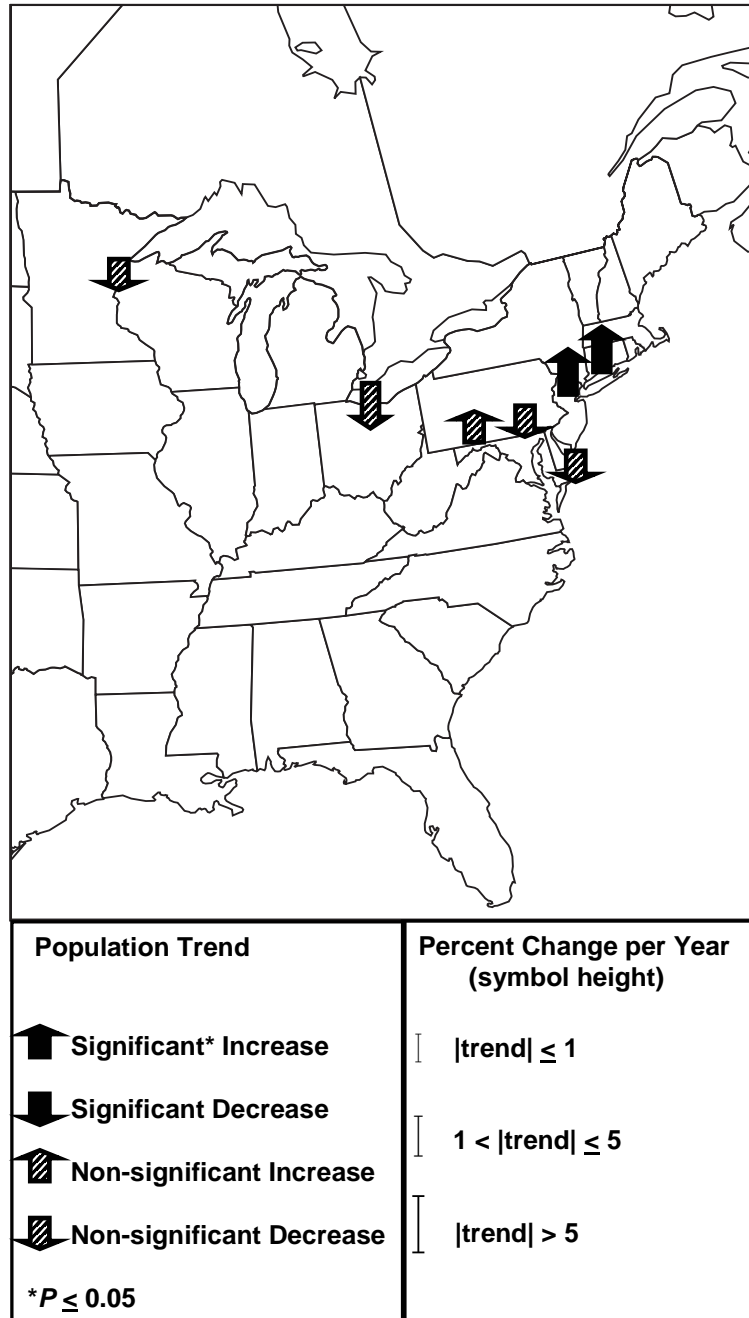 Population Trend
Significant* Increase
Significant Decrease
Non-significant Increase
Non-significant Decrease
*P ≤ 0.05
Percent Change per Year
(symbol height)
|trend| ≤ 1
1 < |trend| ≤ 5
|trend| > 5